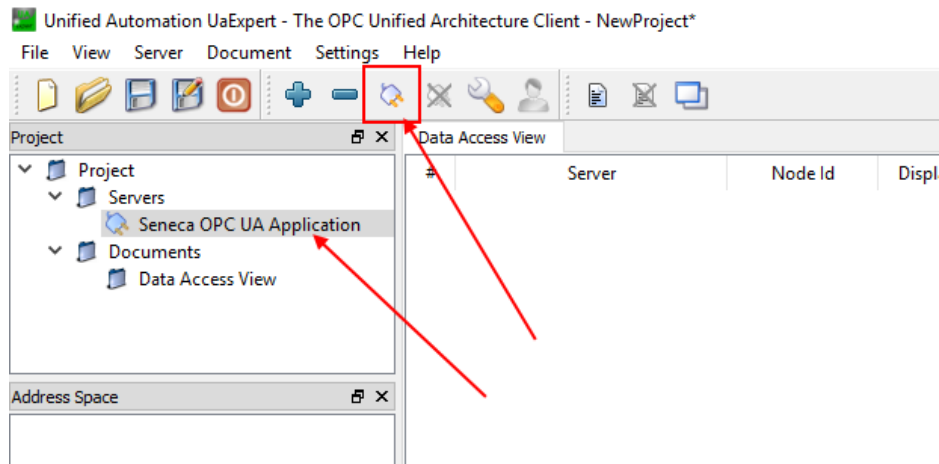 Unified Automation UaExpert - The OPC Unified Architecture Client - NewProject*
File View Server Document Settings Help
Project
Data Access View
Project
# Server Node Id Displ
Servers
Seneca OPC UA Application
Documents
Data Access View
Address Space